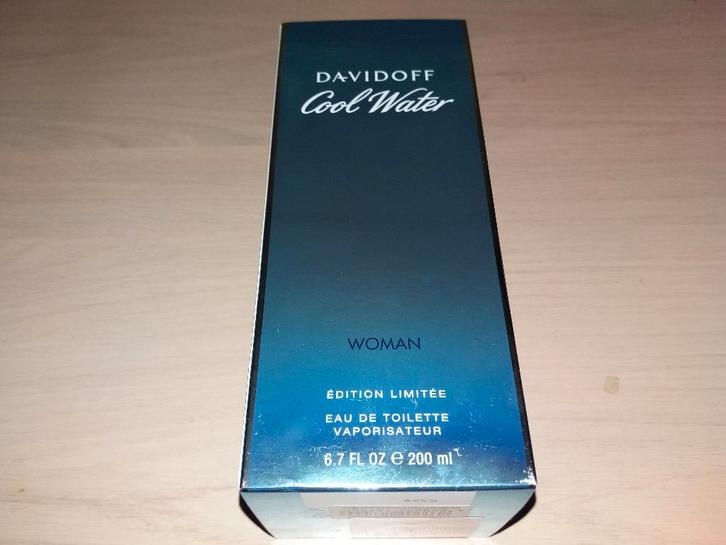 DAVIDOFF
Cool Water
WOMAN
ÉDITION LIMITÉE
EAU DE TOILETTE
VAPORISATEUR
6.7 FL OZ ℮ 200 ml